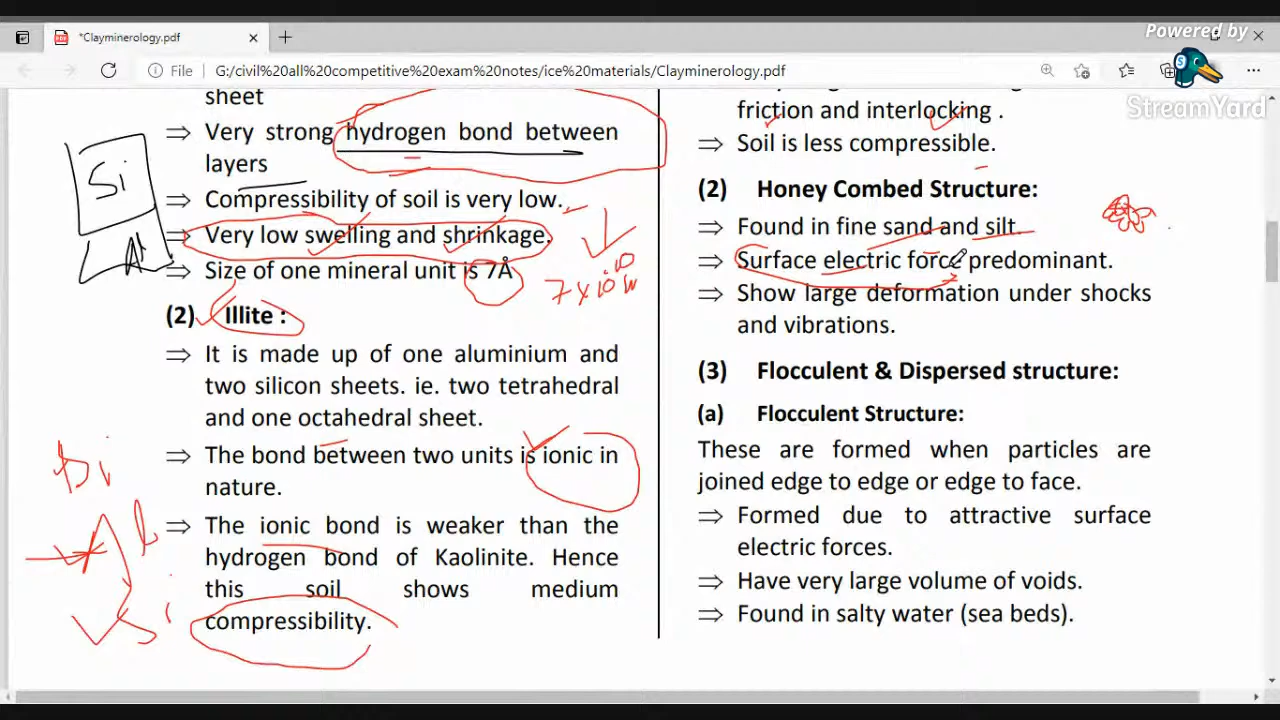 *Clayminerology.pdf
Powered by
File G:/civil%20all%20competitive%20exam%20notes/ice%20materials/Clayminerology.pdf
StreamYard
sheet
⇒ Very strong hydrogen bond between
layers
⇒ Compressibility of soil is very low.
⇒ Very low swelling and shrinkage.
⇒ Size of one mineral unit is 7Å
(2) Illite :
⇒ It is made up of one aluminium and
two silicon sheets. ie. two tetrahedral
and one octahedral sheet.
⇒ The bond between two units is ionic in
nature.
⇒ The ionic bond is weaker than the
hydrogen bond of Kaolinite. Hence
this soil shows medium
compressibility.
Si
Al
Si
Si
friction and interlocking .
⇒ Soil is less compressible.
(2) Honey Combed Structure:
⇒ Found in fine sand and silt.
⇒ Surface electric force predominant.
⇒ Show large deformation under shocks
and vibrations.
(3) Flocculent & Dispersed structure:
(a) Flocculent Structure:
These are formed when particles are
joined edge to edge or edge to face.
⇒ Formed due to attractive surface
electric forces.
⇒ Have very large volume of voids.
⇒ Found in salty water (sea beds).